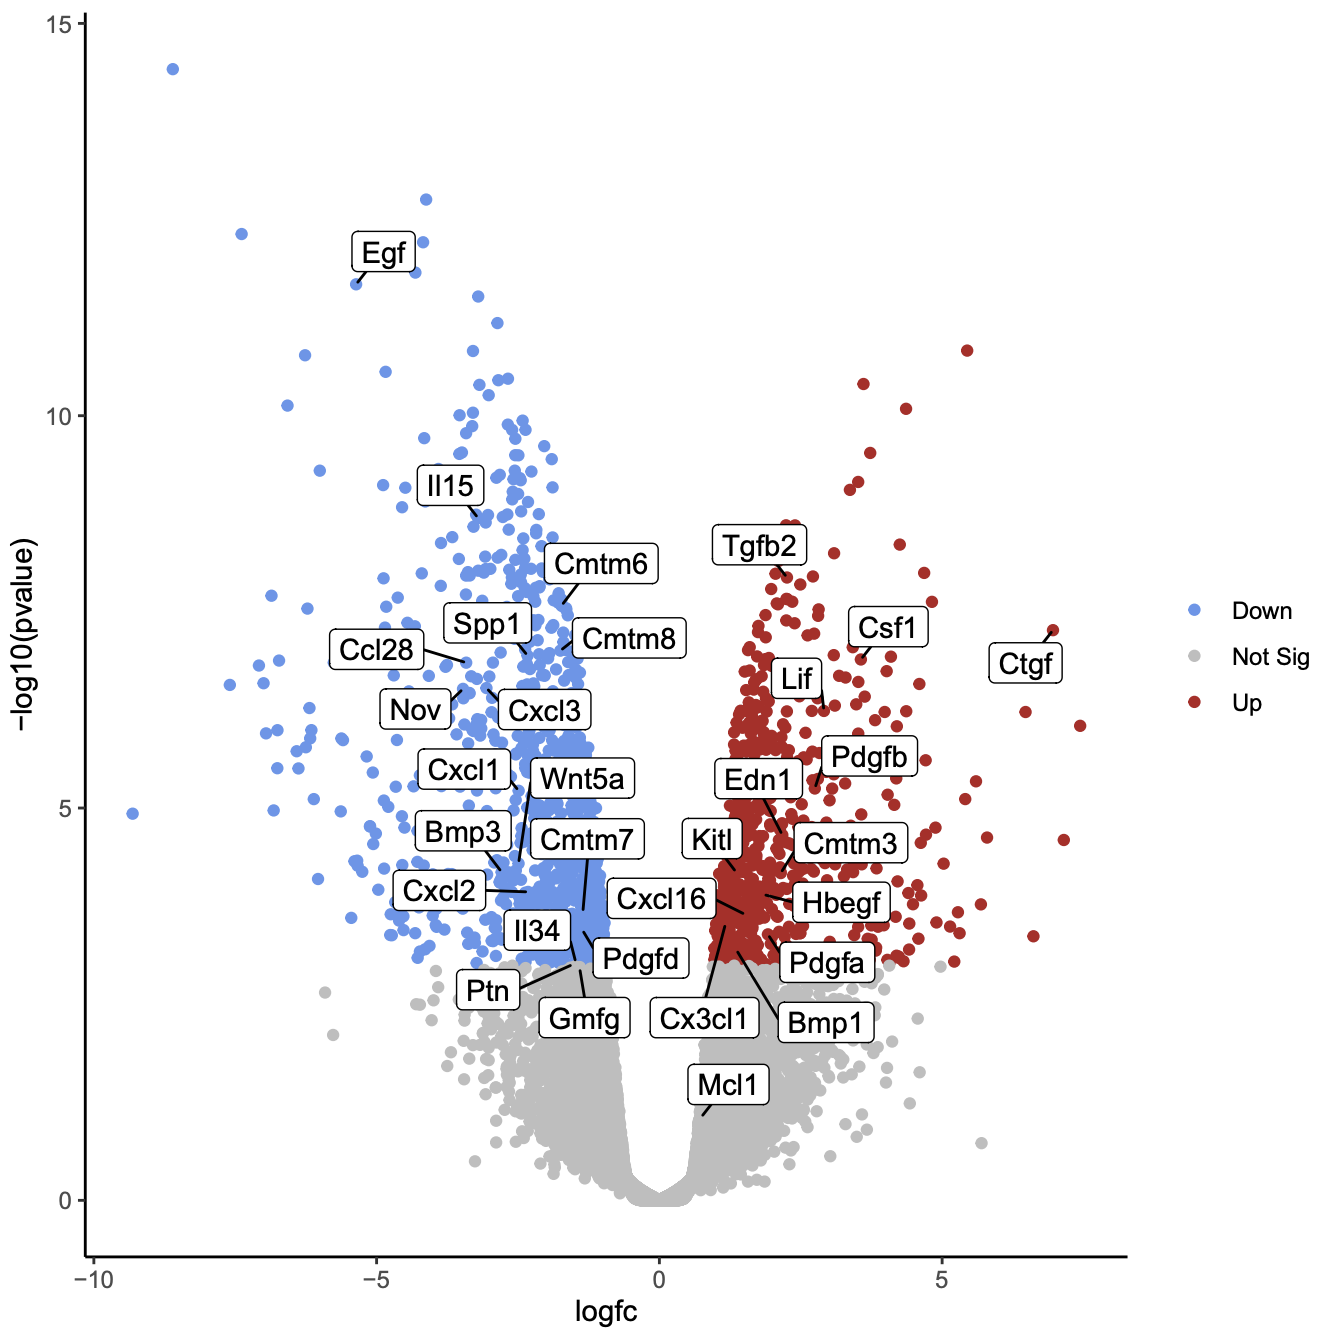 15
10
5
0
−log10(pvalue)
Egf
Il15
Tgfb2
Cmtm6
Spp1
Csf1
Cmtm8
Ccl28
Ctgf
Lif
Nov
Cxcl3
Pdgfb
Cxcl1
Wnt5a
Edn1
Bmp3
Cmtm7
Kitl
Cmtm3
Cxcl2
Cxcl16
Hbegf
Il34
Pdgfd
Pdgfa
Ptn
Gmfg
Cx3cl1
Bmp1
Mcl1
−10
−5
0
5
logfc
Down
Not Sig
Up